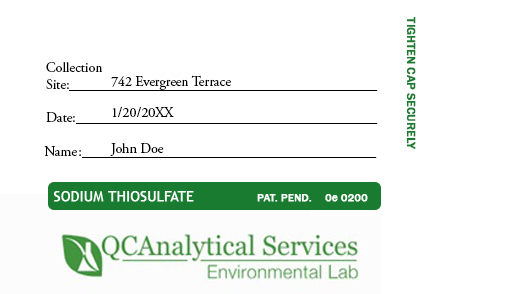 Collection
Site: 742 Evergreen Terrace
Date: 1/20/20XX
Name: John Doe
SODIUM THIOSULFATE PAT. PEND. 0e 0200
QCAnalytical Services
Environmental Lab
TIGHTEN CAP SECURELY